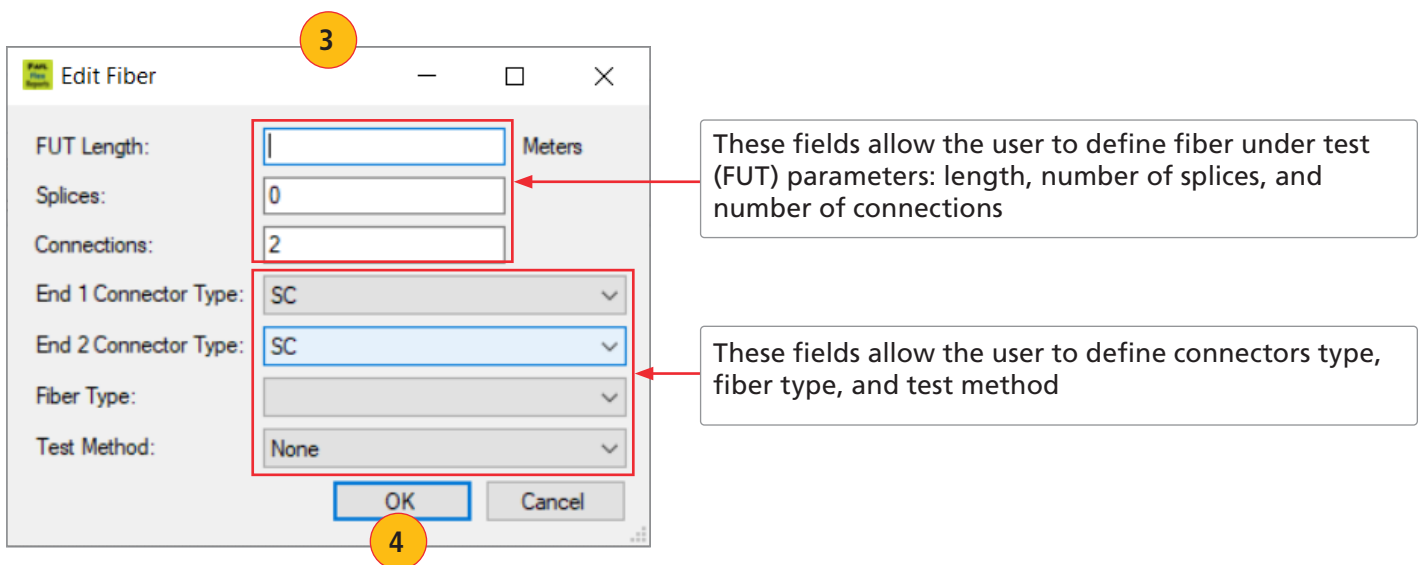 3
Edit Fiber
FUT Length:
Meters
Splices:
0
Connections:
2
End 1 Connector Type:
SC
End 2 Connector Type:
SC
Fiber Type:
Test Method:
None
OK
Cancel
4
These fields allow the user to define fiber under test
(FUT) parameters: length, number of splices, and
number of connections
These fields allow the user to define connectors type,
fiber type, and test method